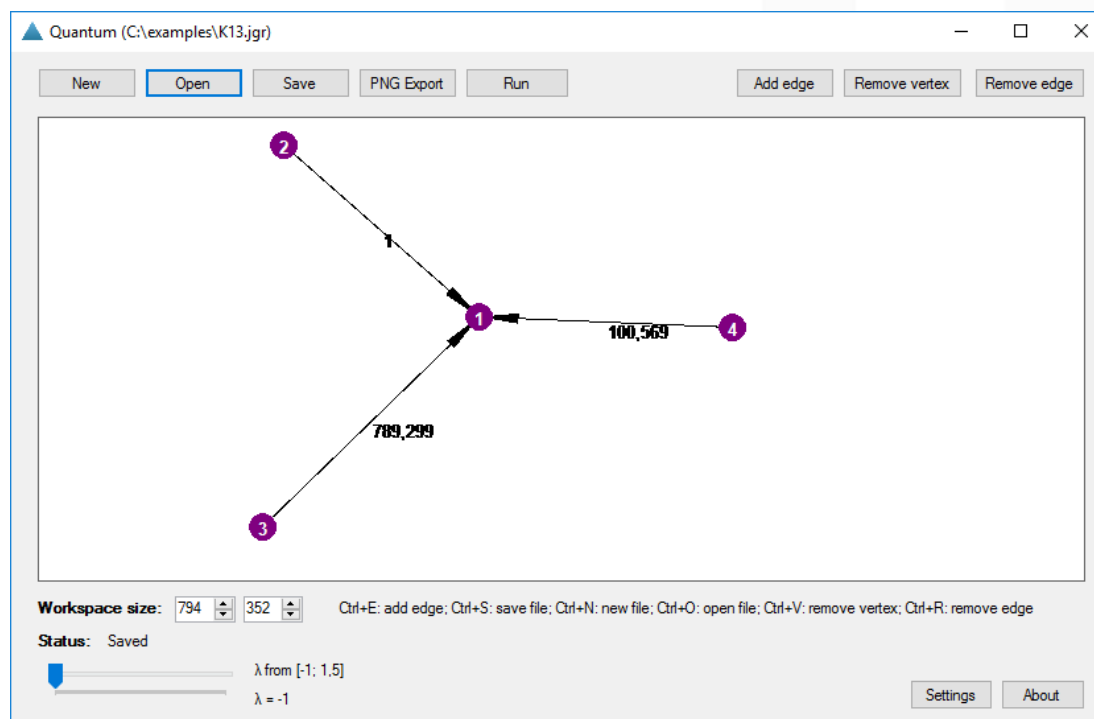 Quantum (C:\examples\K13.jgr)
New Open Save PNG Export Run Add edge Remove vertex Remove edge
2
1
1
100,569
4
789,299
3
Workspace size: 794 352 Ctrl+E: add edge; Ctrl+S: save file; Ctrl+N: new file; Ctrl+O: open file; Ctrl+V: remove vertex; Ctrl+R: remove edge
Status: Saved
λ from [-1; 1,5]
λ = -1
Settings About